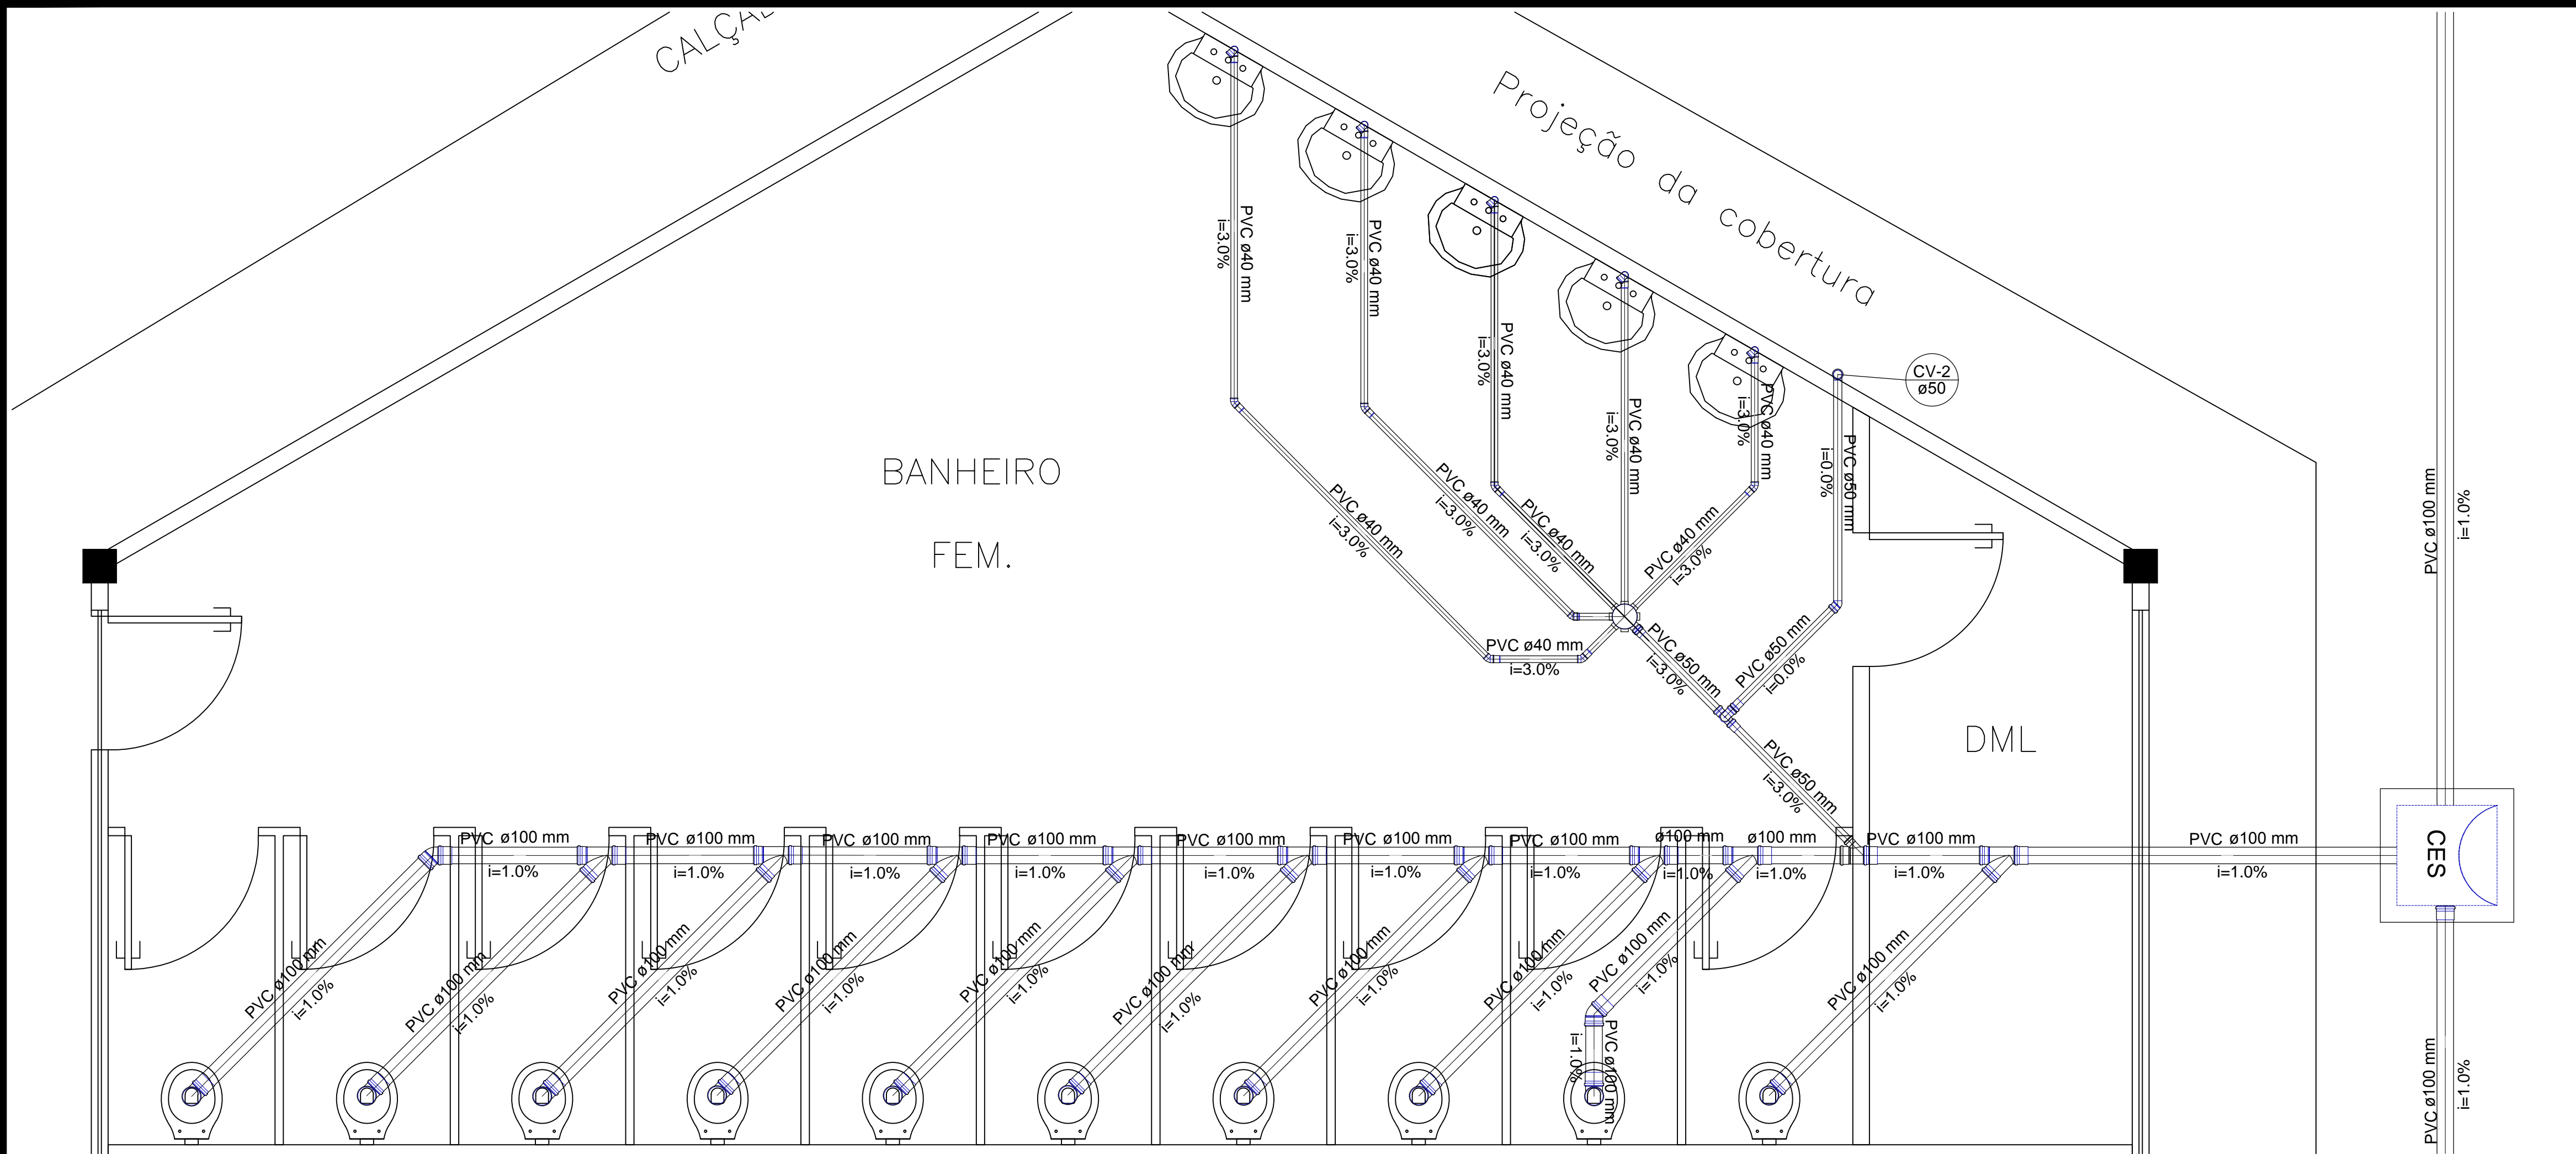 CALÇAD
Projeção da cobertura
PVC ø40 mm
i=3.0%
PVC ø40 mm
i=3.0%
PVC ø40 mm
i=3.0%
PVC ø40 mm
i=3.0%
PVC ø40 mm
i=3.0%
CV-2
ø50
PVC ø50 mm
i=0.0%
BANHEIRO
FEM.
PVC ø40 mm
i=3.0%
PVC ø40 mm
i=3.0%
PVC ø40 mm
i=3.0%
PVC ø40 mm
i=3.0%
PVC ø40 mm
i=3.0%
PVC ø50 mm
i=3.0%
PVC ø50 mm
i=0.0%
PVC ø50 mm
i=3.0%
DML
PVC ø100 mm
i=1.0%
PVC ø100 mm
i=1.0%
PVC ø100 mm
i=1.0%
PVC ø100 mm
i=1.0%
PVC ø100 mm
i=1.0%
PVC ø100 mm
i=1.0%
PVC ø100 mm
i=1.0%
PVC ø100 mm
i=1.0%
ø100 mm
i=1.0%
ø100 mm
i=1.0%
PVC ø100 mm
i=1.0%
PVC ø100 mm
i=1.0%
CES
PVC ø100 mm
i=1.0%
PVC ø100 mm
i=1.0%
PVC ø100 mm
i=1.0%
PVC ø100 mm
i=1.0%
PVC ø100 mm
i=1.0%
PVC ø100 mm
i=1.0%
PVC ø100 mm
i=1.0%
PVC ø100 mm
i=1.0%
PVC ø100 mm
i=1.0%
PVC ø100 mm
i=1.0%
PVC ø100 mm
i=1.0%
PVC ø100 mm
i=1.0%